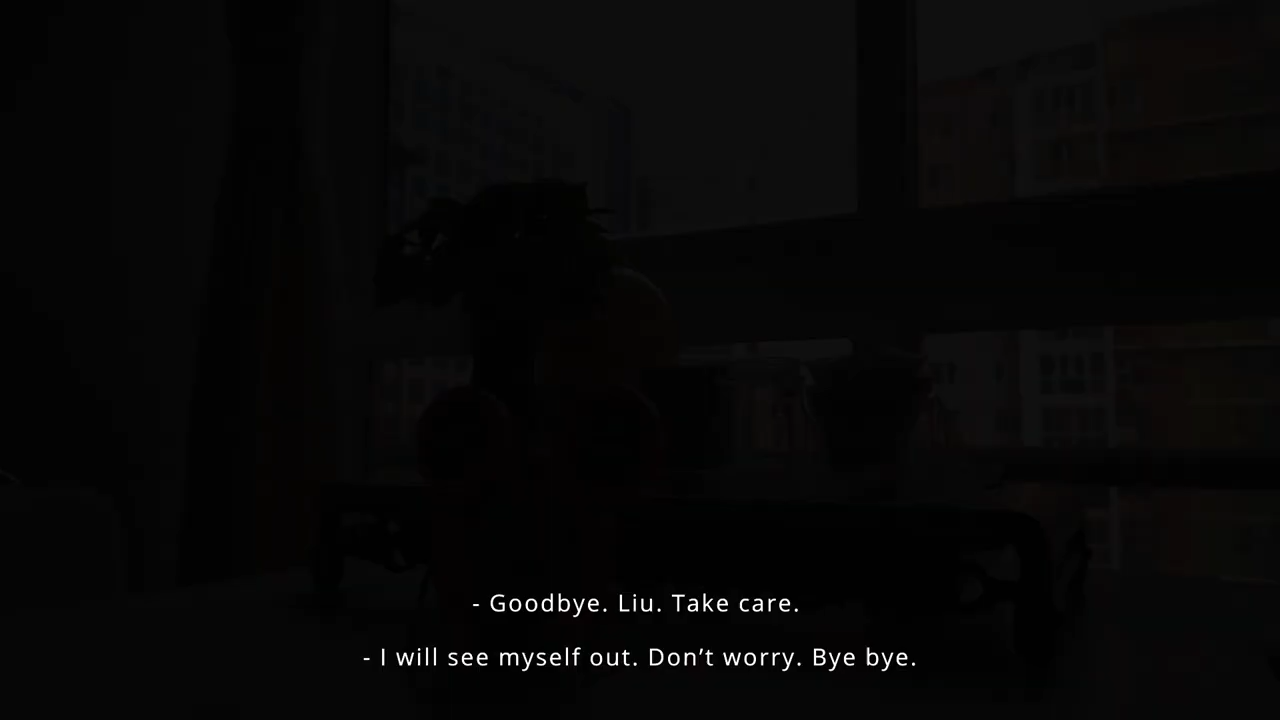 - Goodbye. Liu. Take care.
- I will see myself out. Don’t worry. Bye bye.